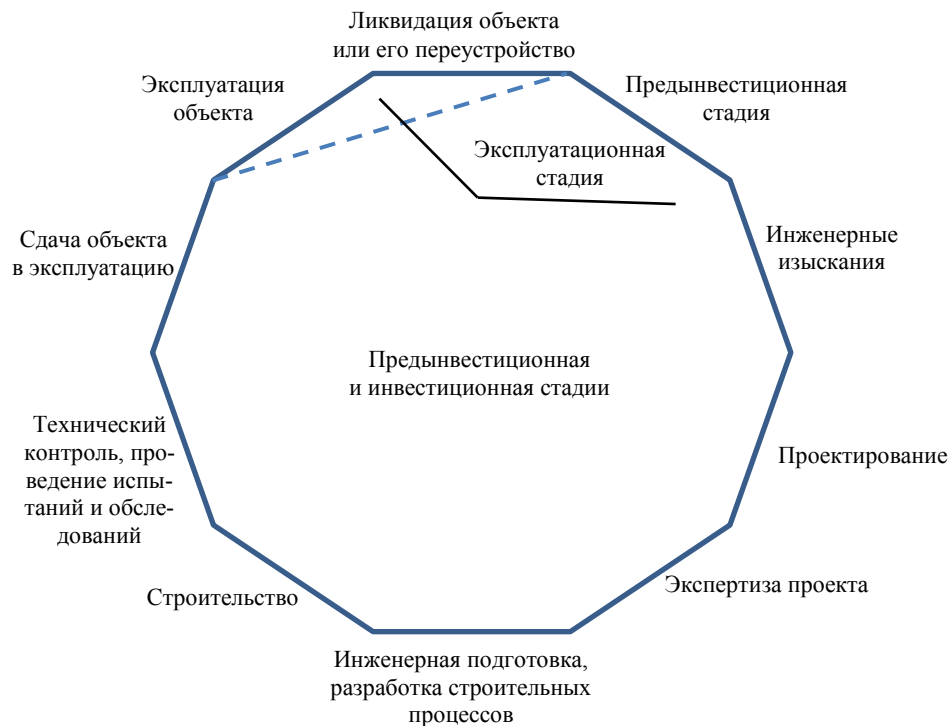 Ликвидация объекта
или его переустройство
Эксплуатация
объекта
Предынвестиционная
стадия
Эксплуатационная
стадия
Сдача объекта
в эксплуатацию
Инженерные
изыскания
Предынвестиционная
и инвестиционная стадии
Технический
контроль, про-
ведение испы-
таний и обсле-
дований
Проектирование
Строительство
Экспертиза проекта
Инженерная подготовка,
разработка строительных
процессов